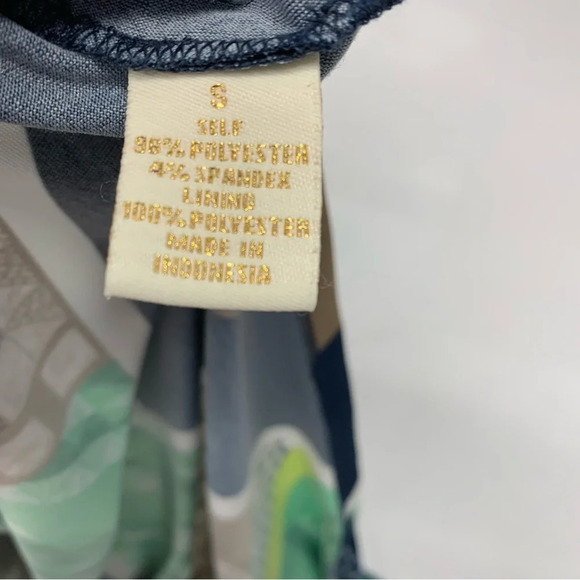 S
SELF
96% POLYESTER
4% SPANDEX
LINING
100% POLYESTER
MADE IN
INDONESIA